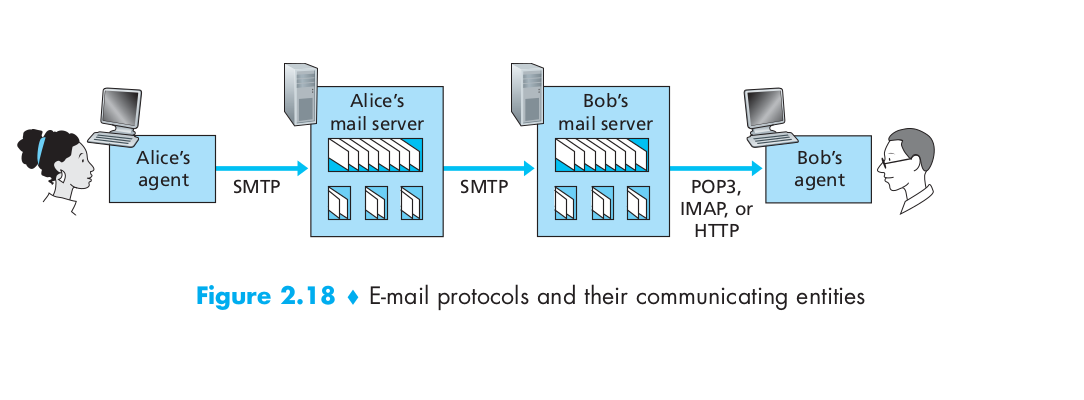 Alice's
mail server
Bob's
mail server
Alice's
agent
SMTP
SMTP
POP3,
IMAP, or
HTTP
Bob's
agent
Figure 2.18 ♦ E-mail protocols and their communicating entities